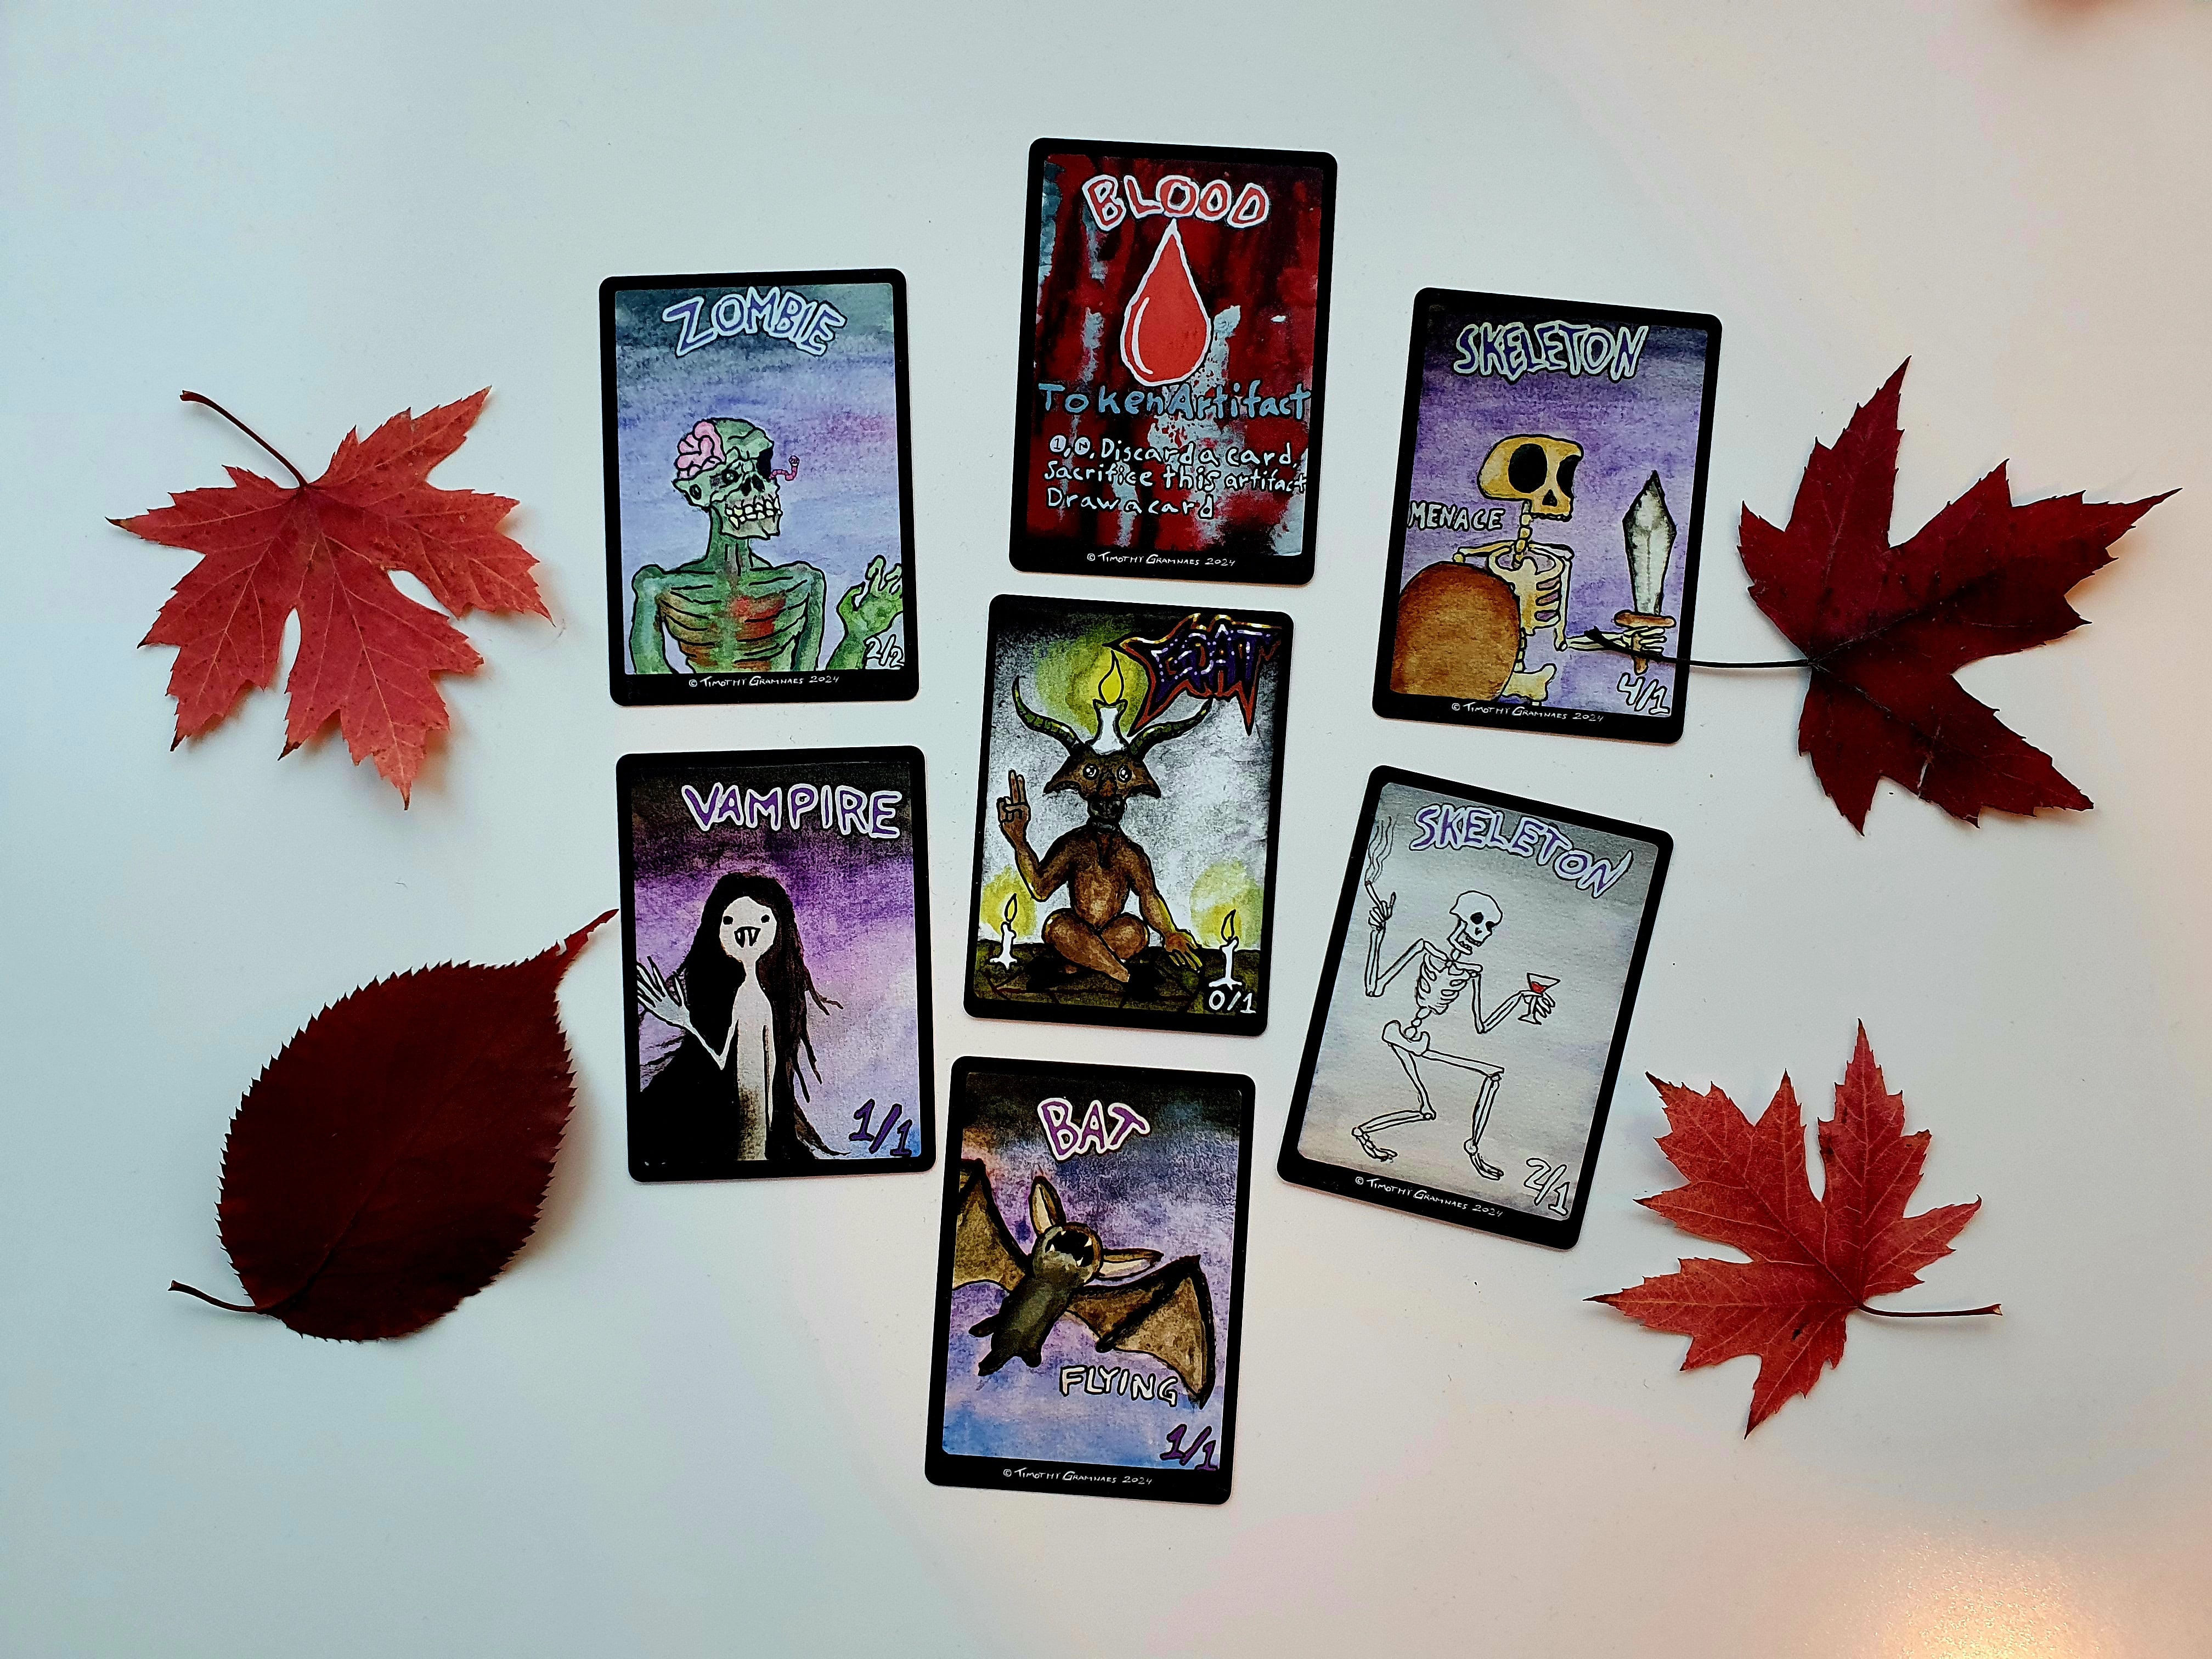 BLOOD
Token Artifact
1, Discard a card,
Sacrifice this artifact
Draw a card
© TIMOTHY GRAMNAES 2024
ZOMBIE
2/2
© TIMOTHY GRAMNAES 2024
SKELETON
MENACE
4/1
© TIMOTHY GRAMNAES 2024
GOAT
0/1
VAMPIRE
1/1
SKELETON
2/1
© TIMOTHY GRAMNAES 2024
BAT
FLYING
1/1
© TIMOTHY GRAMNAES 2024